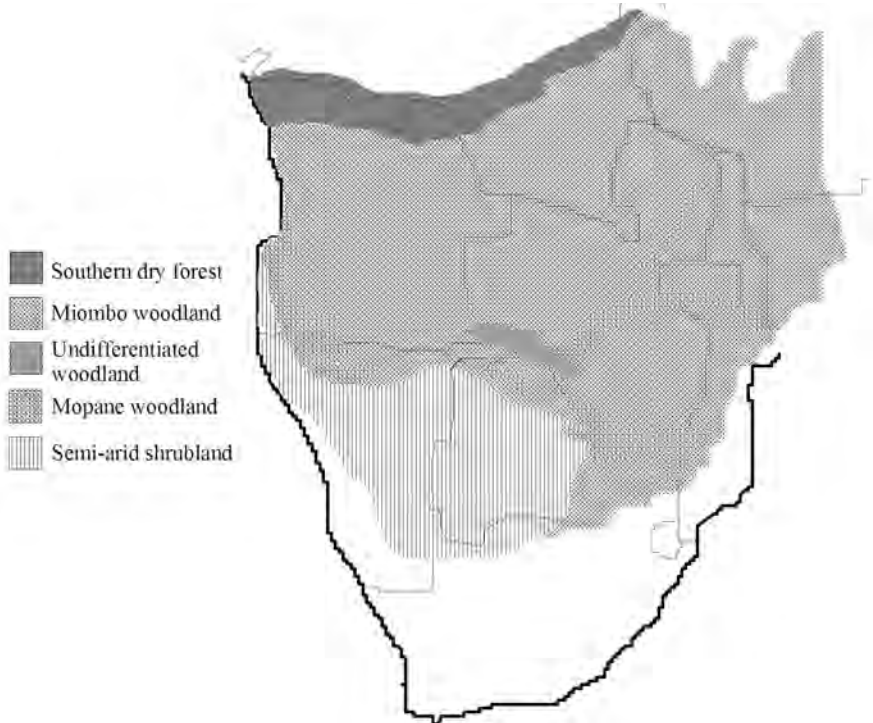 Southern dry forest
Miombo woodland
Undifferentiated
woodland
Mopane woodland
Semi-arid shrubland